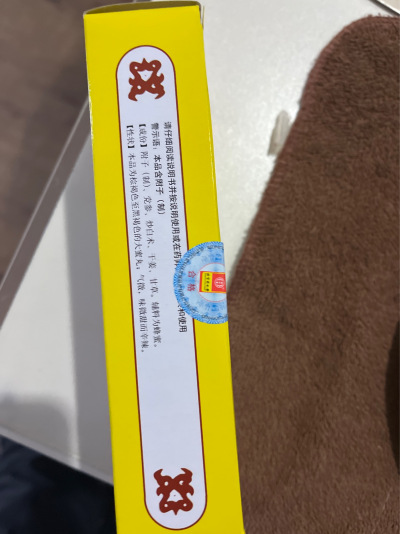 请仔细阅读说明书并按说明使用或在药师
和使用
警示语：本品含附子（制）
【成份】附子（制）、党参、炒白术、干姜、甘草。辅料为蜂蜜。
【性状】本品为棕褐色至黑褐色的大蜜丸；气微，味微甜而辛辣。
合格